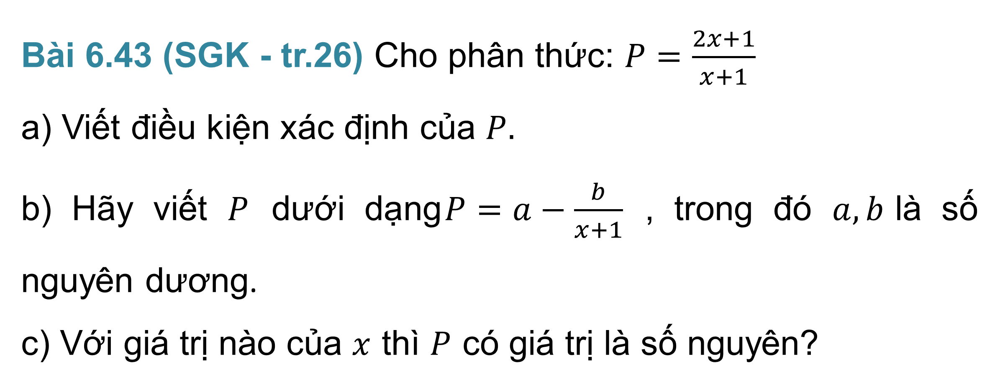 Bài 6.43 (SGK - tr.26) Cho phân thức: P = \frac{2x+1}{x+1}
a) Viết điều kiện xác định của P.
b) Hãy viết P dưới dạng P = a − \frac{b}{x+1} , trong đó a, b là số
nguyên dương.
c) Với giá trị nào của x thì P có giá trị là số nguyên?